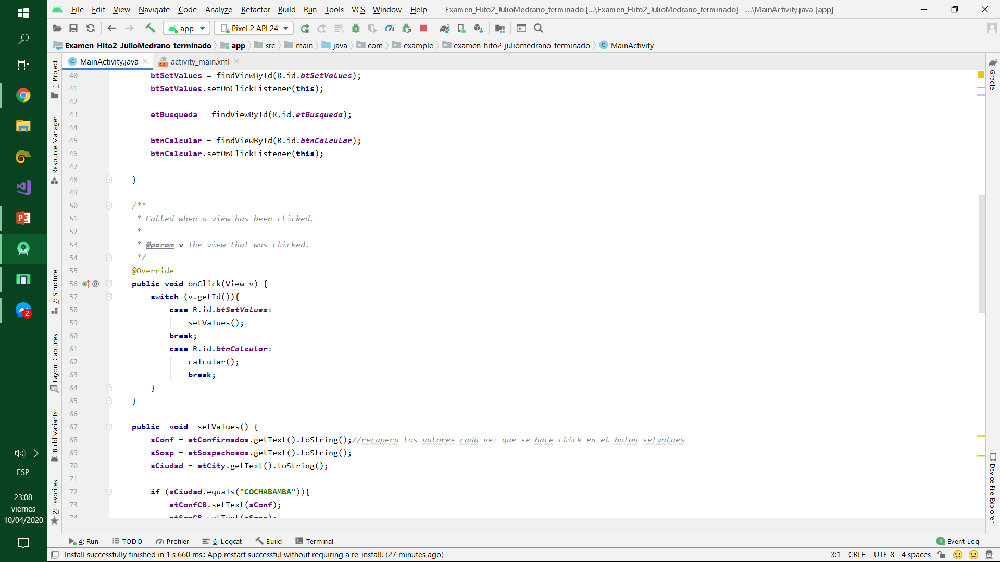 File Edit View Navigate Code Analyze Refactor Build Run Tools VCS Window Help Examen_Hito2_JulioMedrano_terminado [...\Examen_Hito2_JulioMedrano_terminado] - ...\MainActivity.java [app]
app Pixel 2 API 24
Examen_Hito2_JulioMedrano_terminado app src main java com example examen_hito2_juliomedrano_terminado MainActivity
MainActivity.java activity_main.xml
40 btSetValues = findViewById(R.id.btSetValues);
41 btSetValues.setOnClickListener(this);
42
43 etBusqueda = findViewById(R.id.etBusqueda);
44
45 btnCalcular = findViewById(R.id.btnCalcular);
46 btnCalcular.setOnClickListener(this);
47
48 }
49
50 /**
51 * Called when a view has been clicked.
52 *
53 * @param v The view that was clicked.
54 */
55 @Override
56 public void onClick(View v) {
57 switch (v.getId()){
58 case R.id.btSetValues:
59 setValues();
60 break;
61 case R.id.btnCalcular:
62 calcular();
63 break;
64 }
65 }
66
67 public void setValues() {
68 sConf = etConfirmados.getText().toString();//recupera los valores cada vez que se hace click en el boton setvalues
69 sSosp = etSospechosos.getText().toString();
70 sCiudad = etCity.getText().toString();
71
72 if (sCiudad.equals("COCHABAMBA")){
73 etConfCB.setText(sConf);
74
1: Project
Resource Manager
7: Structure
Layout Captures
Build Variants
2: Favorites
Gradle
Device File Explorer
2
ESP
23:08
viernes
10/04/2020
4: Run TODO Profiler 6: Logcat Build Terminal 1 Event Log
Install successfully finished in 1 s 660 ms.: App restart successful without requiring a re-install. (27 minutes ago) 3:1 CRLF UTF-8 4 spaces